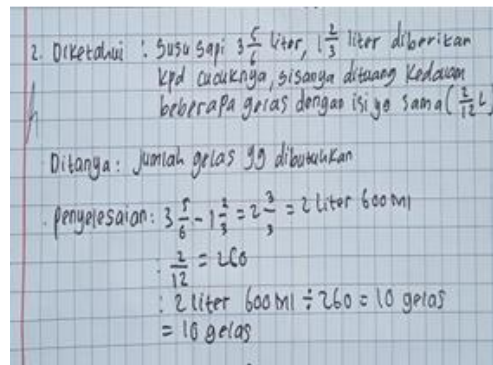 2. Diketahui : Susu sapi 3 5/6 liter, 1 2/3 liter diberikan
kpd cucuknya, sisanya dituang kedalam
beberapa gelas dengan isi yg sama (2/12 L)
Ditanya : Jumlah gelas yg dibutuhkan
Penyelesaian : 3 5/6 - 1 2/3 = 2 3/3 = 2 liter 600 ml
: 2/12 = 260
: 2 liter 600 ml ÷ 260 = 10 gelas
= 10 gelas